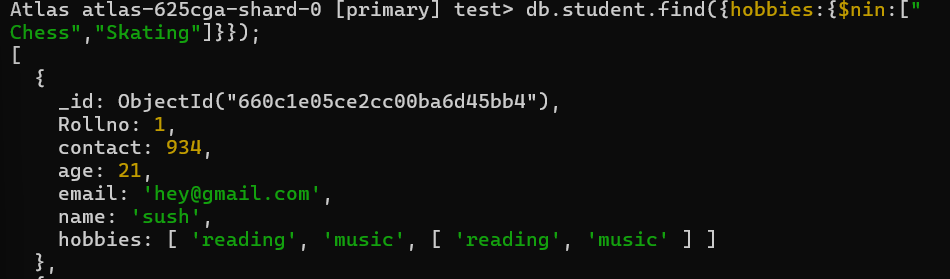 Atlas atlas-625cga-shard-0 [primary] test> db.student.find({hobbies:{$nin:["
Chess","Skating"]}});
[
  {
    _id: ObjectId("660c1e05ce2cc00ba6d45bb4"),
    Rollno: 1,
    contact: 934,
    age: 21,
    email: 'hey@gmail.com',
    name: 'sush',
    hobbies: [ 'reading', 'music', [ 'reading', 'music' ] ]
  },
  {